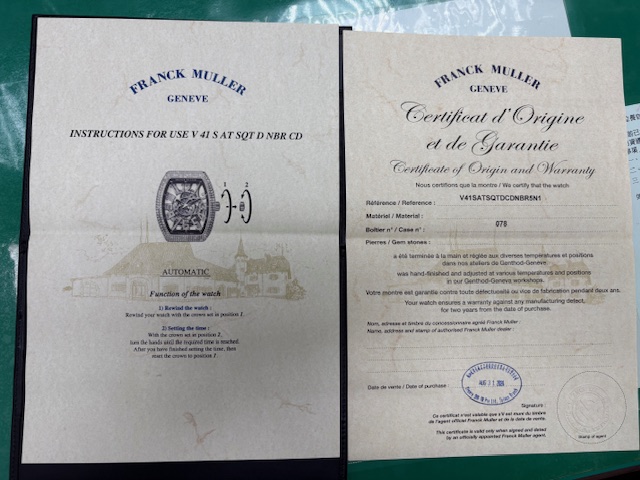 FRANCK MULLER
GENEVE
INSTRUCTIONS FOR USE V 41 S AT SQT D NBR CD
1 2
AUTOMATIC
Function of the watch
1) Rewind the watch :
Rewind your watch with the crown set in position 1.
2) Setting the time :
With the crown set in position 2,
turn the hands until the required time is reached.
After you have finished setting the time, then
reset the crown to position 1.
FRANCK MULLER
GENEVE
Certificat d'Origine
et de Garantie
Certificate of Origin and Warranty
Nous certifions que la montre / We certify that the watch
Référence / Reference : V41SATSQTDCDNBR5N1
Matériel / Material :
Boîtier n° / Case n° : 078
Pierres / Gem stones :
a été terminée à la main et réglée aux diverses températures et positions
dans nos ateliers de Genthod-Genève
was hand-finished and adjusted at various temperatures and positions
in our Genthod-Geneva workshops.
Votre montre est garantie contre toute défectuosité ou vice de fabrication pendant deux ans.
Your watch ensures a warranty against any manufacturing defect,
for two years from the date of purchase.
Nom, adresse et timbre du concessionnaire agréé Franck Muller :
Name, address and stamp of authorised Franck Muller dealer :
Date de vente / Date of purchase :
AUG 31
Signature :
Ce certificat n'est valable que s'il est muni du timbre
de l'agent officiel Franck Muller et de la date de vente.
This certificate is valid only when signed and dated
by an officially appointed Franck Muller agent.
Stamp of agent